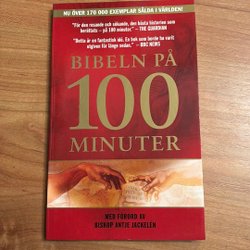 NU ÖVER 170 000 EXEMPLAR SÅLDA I VÄRLDEN!
"För den resande och sökande, den bästa historien som
berättats – på 100 minuter" — THE GUARDIAN
"Detta är en fantastisk idé. En bok som borde ha varit
utgiven för länge sedan." — BBC NEWS
BIBELN PÅ
100
MINUTER
MED FÖRORD AV
BISKOP ANTJE JACKELÉN